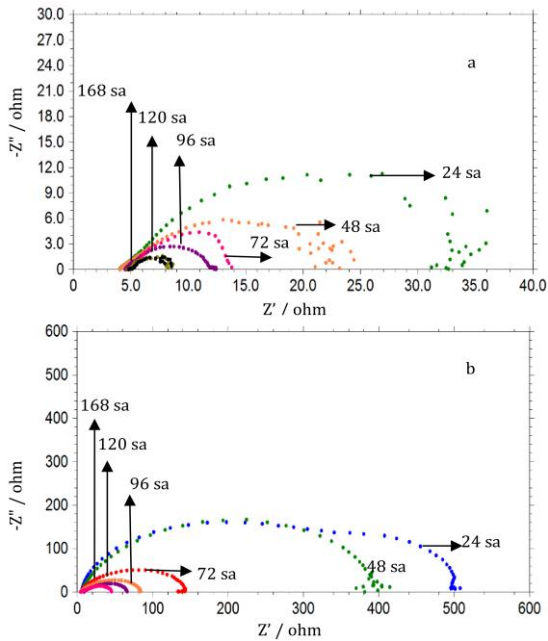 30.0
27.0
24.0
21.0
18.0
15.0
12.0
9.0
6.0
3.0
0
-Z" / ohm
a
168 sa
120 sa
96 sa
24 sa
48 sa
72 sa
0
5.0
10.0
15.0
20.0
25.0
30.0
35.0
40.0
Z' / ohm
600
500
400
300
200
100
0
-Z" / ohm
b
168 sa
120 sa
96 sa
24 sa
72 sa
48 sa
0
100
200
300
400
500
600
Z' / ohm